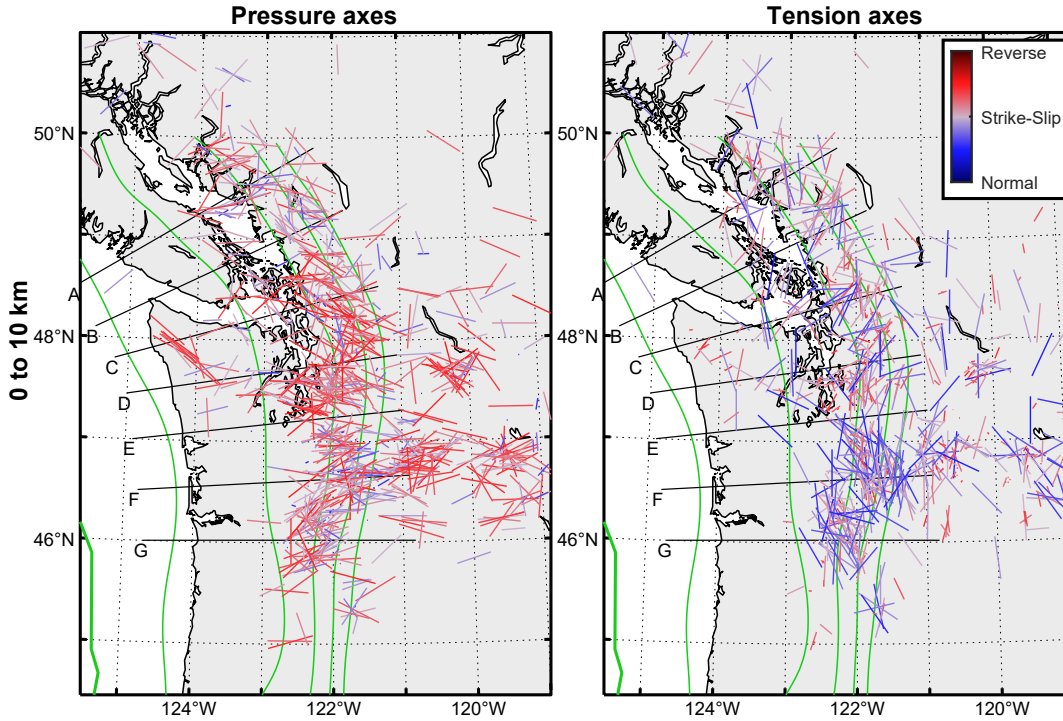 Pressure axes
Tension axes
Reverse
Strike-Slip
Normal
0 to 10 km
50°N
48°N
46°N
A
B
C
D
E
F
G
124°W
122°W
120°W
50°N
48°N
46°N
A
B
C
D
E
F
G
124°W
122°W
120°W